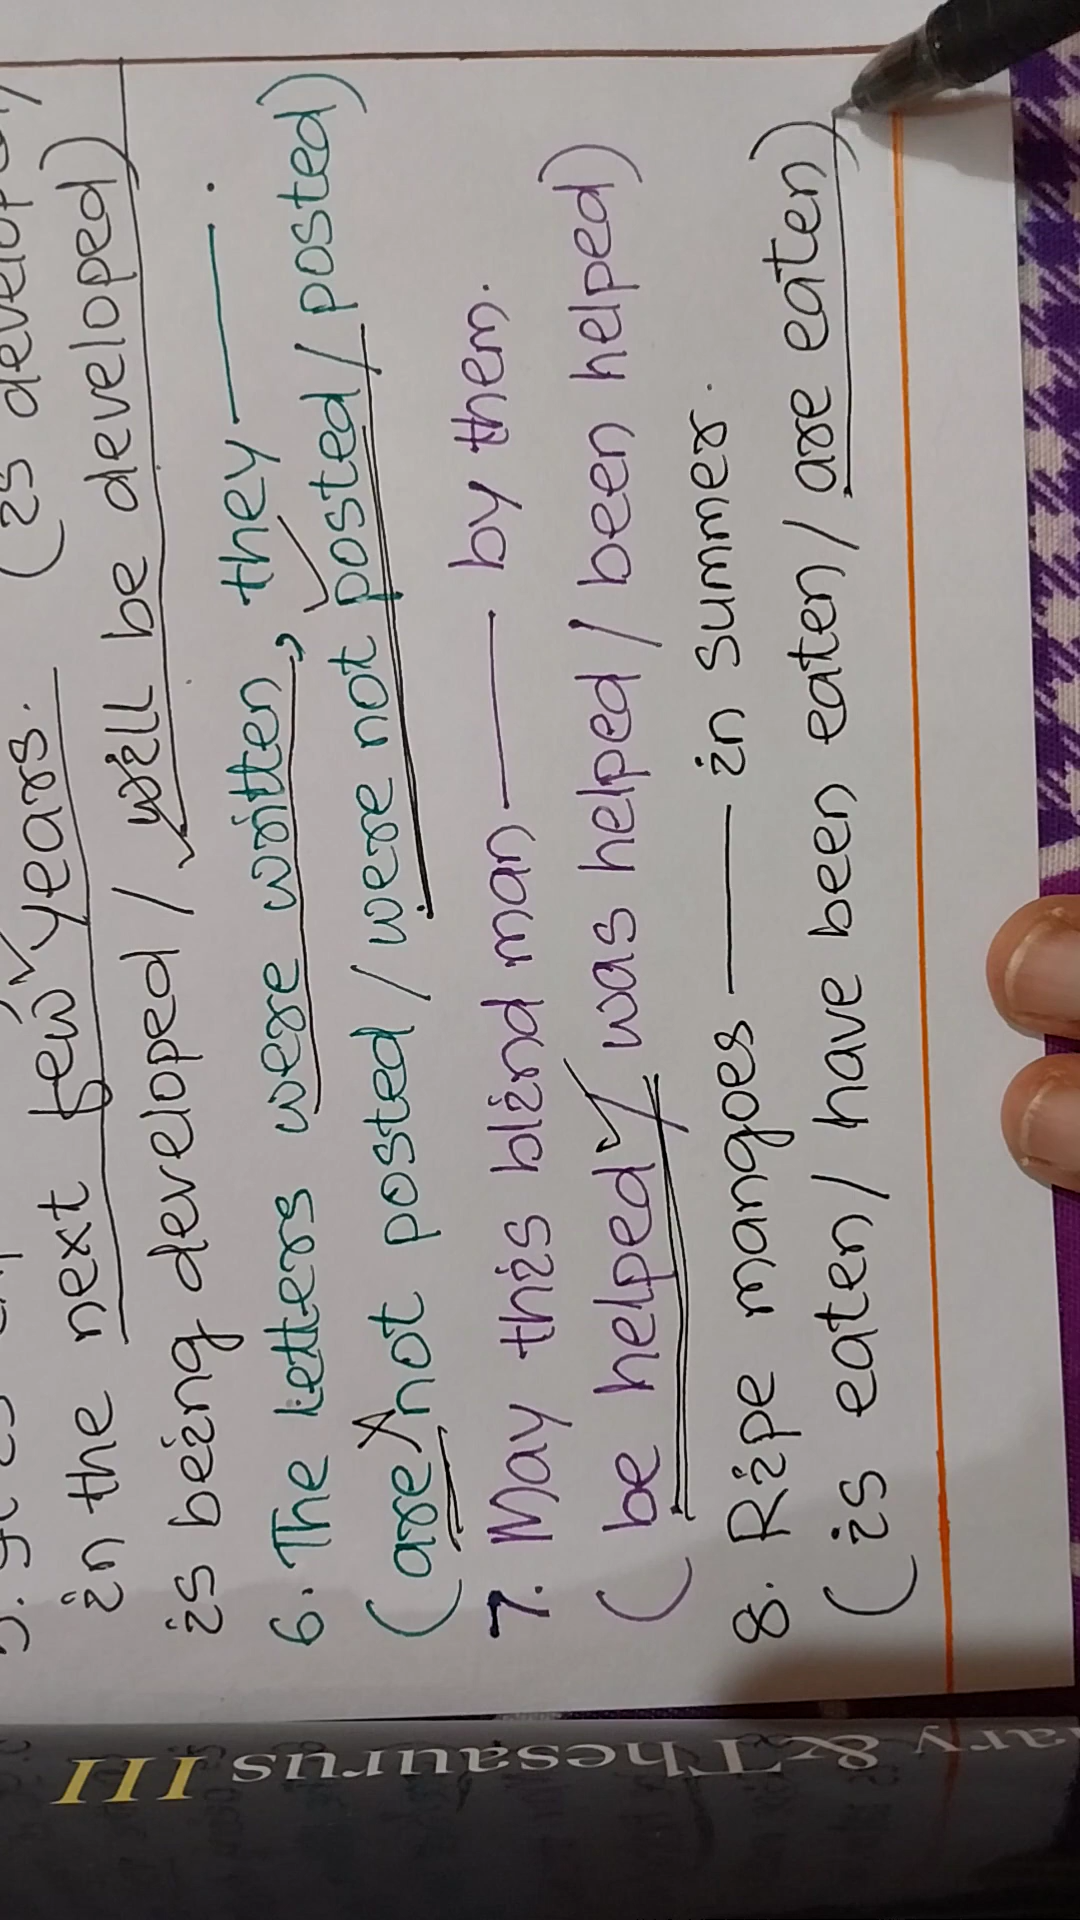 in the next few years. (is
is being developed / will be developed)
6. The letters were written, they ——— .
(are not posted / were not posted / posted)
7. May this blind man ——— by them.
(be helped / was helped / been helped)
8. Ripe mangoes ——— in summer.
(is eaten / have been eaten / are eaten)
ary & Thesaurus III